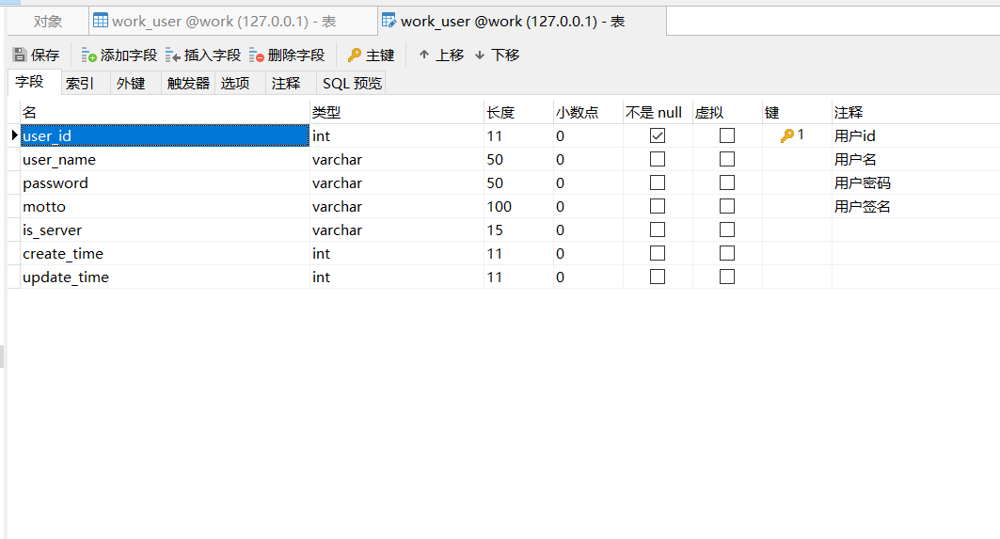 对象 work_user @work (127.0.0.1) - 表 work_user @work (127.0.0.1) - 表
保存 添加字段 插入字段 删除字段 主键 上移 下移
字段 索引 外键 触发器 选项 注释 SQL 预览
名 类型 长度 小数点 不是 null 虚拟 键 注释
user_id int 11 0 1 用户id
user_name varchar 50 0 用户名
password varchar 50 0 用户密码
motto varchar 100 0 用户签名
is_server varchar 15 0
create_time int 11 0
update_time int 11 0